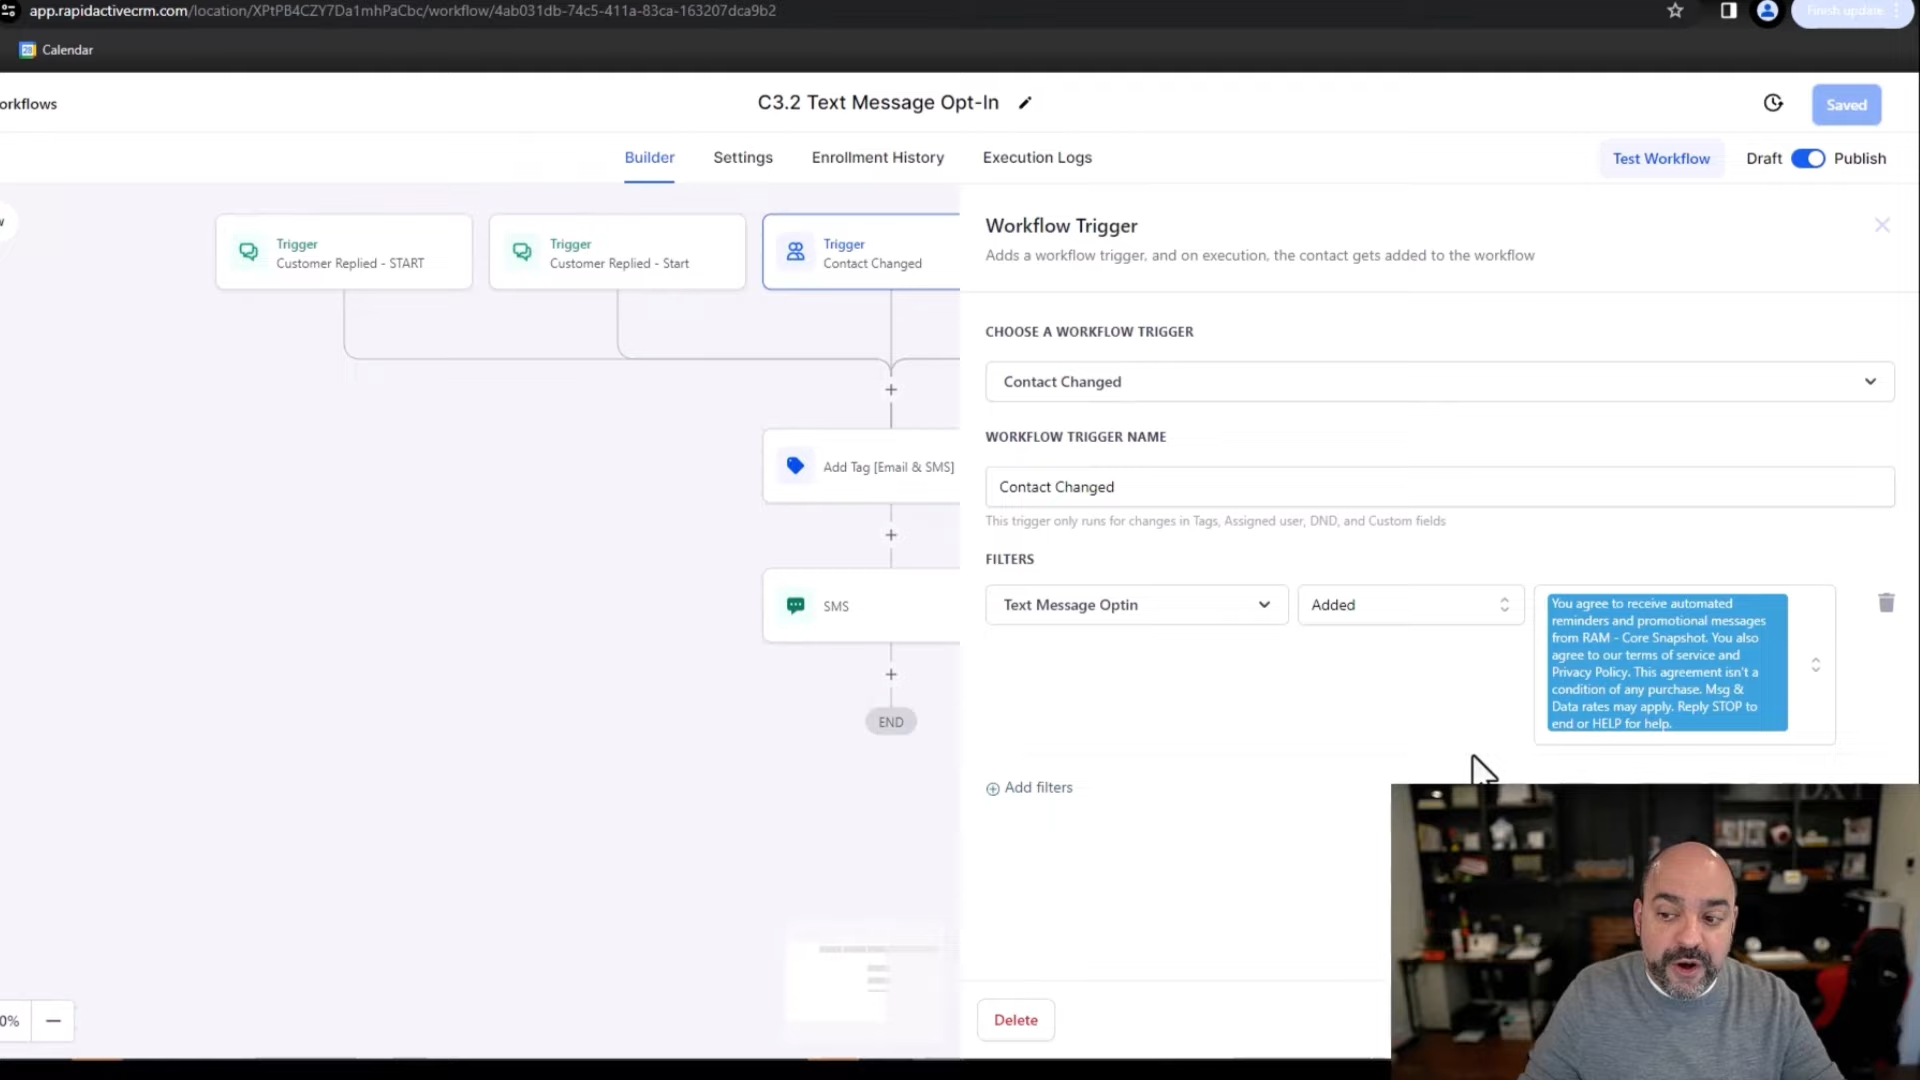 app.rapidactivecrm.com/location/XPtPB4CZY7Da1mhPaCbc/workflow/4ab031db-74c5-411a-83ca-163207dca9b2
Finish update
Calendar
orkflows
C3.2 Text Message Opt-In
Saved
Builder
Settings
Enrollment History
Execution Logs
Test Workflow
Draft
Publish
Trigger
Customer Replied - START
Trigger
Customer Replied - Start
Trigger
Contact Changed
Add Tag [Email & SMS]
SMS
END
0%
Workflow Trigger
Adds a workflow trigger, and on execution, the contact gets added to the workflow
CHOOSE A WORKFLOW TRIGGER
Contact Changed
WORKFLOW TRIGGER NAME
Contact Changed
This trigger only runs for changes in Tags, Assigned user, DND, and Custom fields
FILTERS
Text Message Optin
Added
You agree to receive automated
reminders and promotional messages
from RAM - Core Snapshot. You also
agree to our terms of service and
Privacy Policy. This agreement isn't a
condition of any purchase. Msg &
Data rates may apply. Reply STOP to
end or HELP for help.
Add filters
Delete